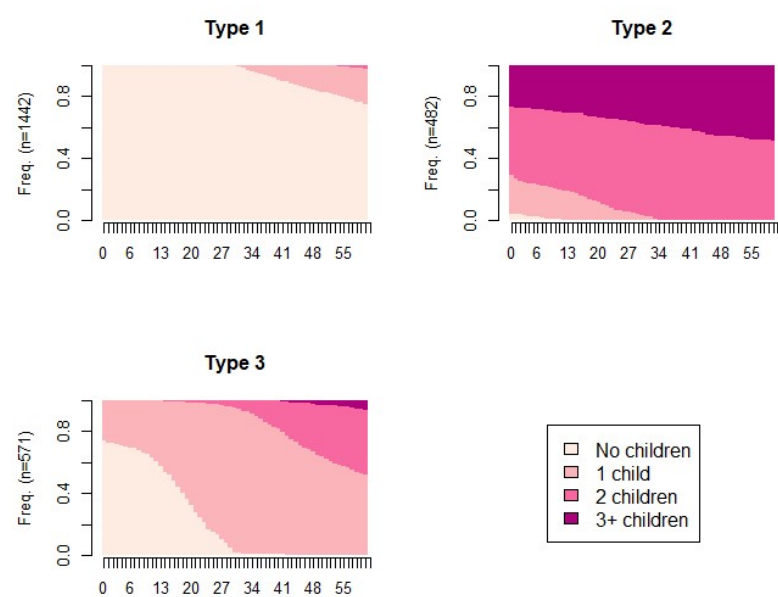 Type 1
Freq. (n=1442)
0.0 0.4 0.8
0 6 13 20 27 34 41 48 55
Type 2
Freq. (n=482)
0.0 0.4 0.8
0 6 13 20 27 34 41 48 55
Type 3
Freq. (n=571)
0.0 0.4 0.8
0 6 13 20 27 34 41 48 55
No children
1 child
2 children
3+ children